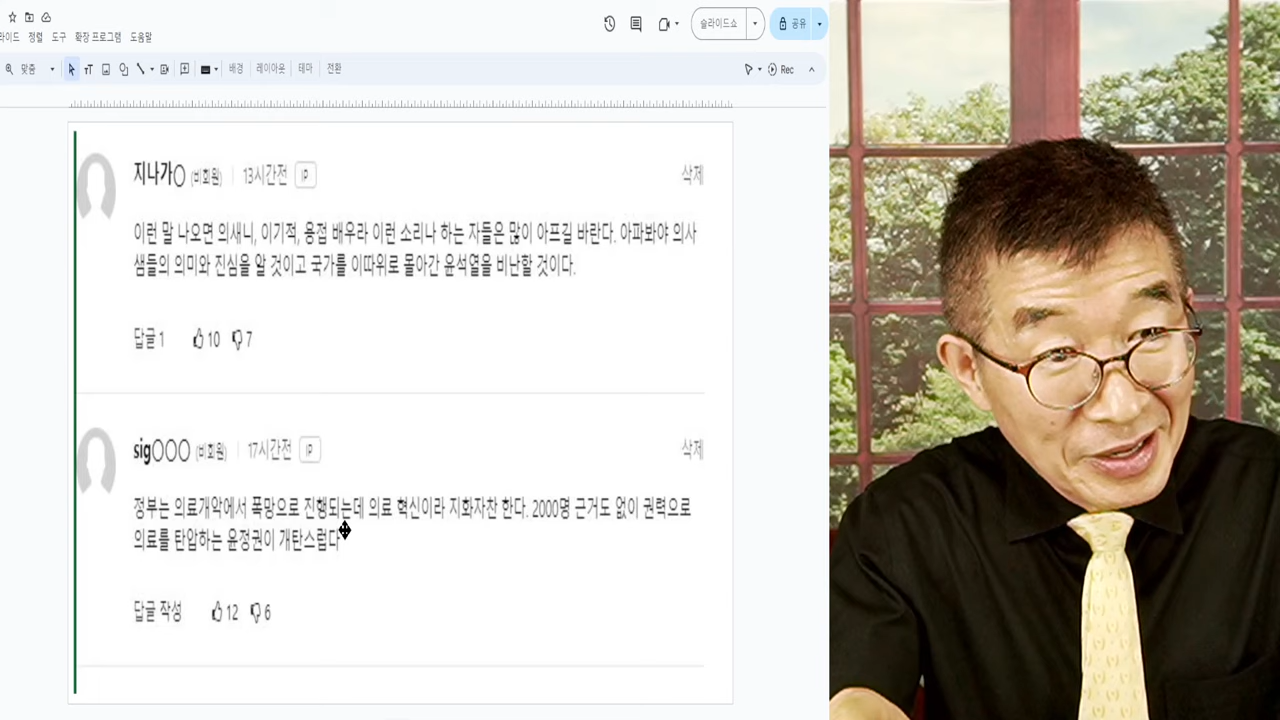 슬라이드쇼
공유
라이드 정렬 도구 확장 프로그램 도움말
맞춤 배경 레이아웃 테마 전환 Rec
지나가○ (비회원) 13시간전 IP 삭제
이런 말 나오면 의새니, 이기적, 용접 배우라 이런 소리나 하는 자들은 많이 아프길 바란다. 아파봐야 의사
샘들의 의미와 진심을 알 것이고 국가를 이따위로 몰아간 윤석열을 비난할 것이다.
답글 1 10 7
sig○○○ (비회원) 17시간전 IP 삭제
정부는 의료개악에서 폭망으로 진행되는데 의료 혁신이라 지화자찬 한다. 2000명 근거도 없이 권력으로
의료를 탄압하는 윤정권이 개탄스럽다
답글 작성 12 6